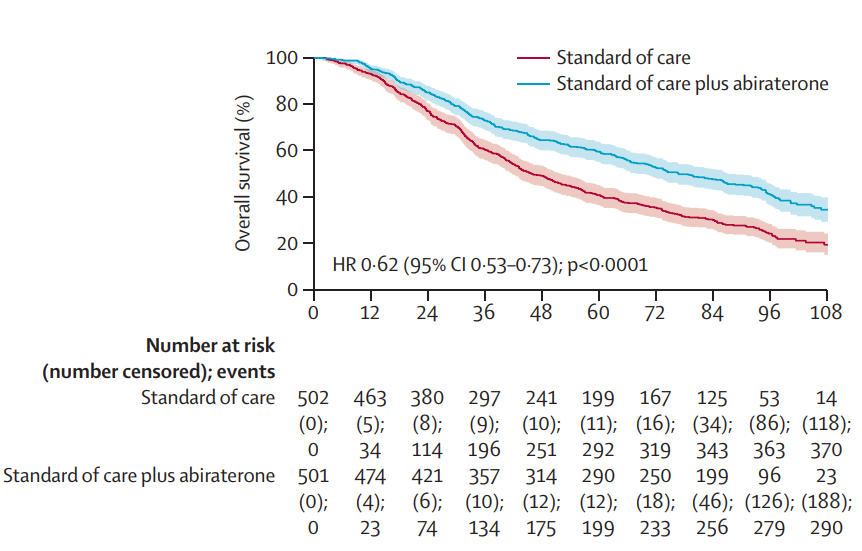 100
Standard of care
Standard of care plus abiraterone
80
60
40
20
0
Overall survival (%)
HR 0·62 (95% CI 0·53–0·73); p<0·0001
0 12 24 36 48 60 72 84 96 108
Number at risk
(number censored); events
Standard of care 502 463 380 297 241 199 167 125 53 14
(0); (5); (8); (9); (10); (11); (16); (34); (86); (118);
0 34 114 196 251 292 319 343 363 370
Standard of care plus abiraterone 501 474 421 357 314 290 250 199 96 23
(0); (4); (6); (10); (12); (12); (18); (46); (126); (188);
0 23 74 134 175 199 233 256 279 290